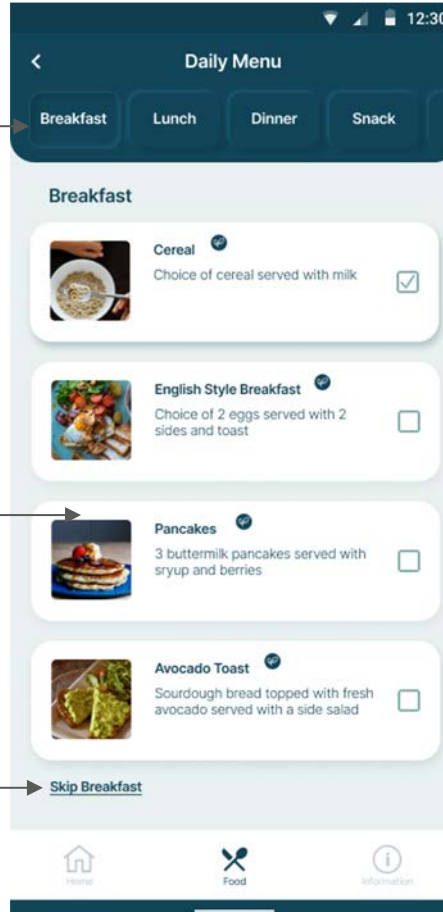 12:30
Daily Menu
Breakfast Lunch Dinner Snack
Breakfast
Cereal
Choice of cereal served with milk
English Style Breakfast
Choice of 2 eggs served with 2
sides and toast
Pancakes
3 buttermilk pancakes served with
sryup and berries
Avocado Toast
Sourdough bread topped with fresh
avocado served with a side salad
Skip Breakfast
Home Food Information